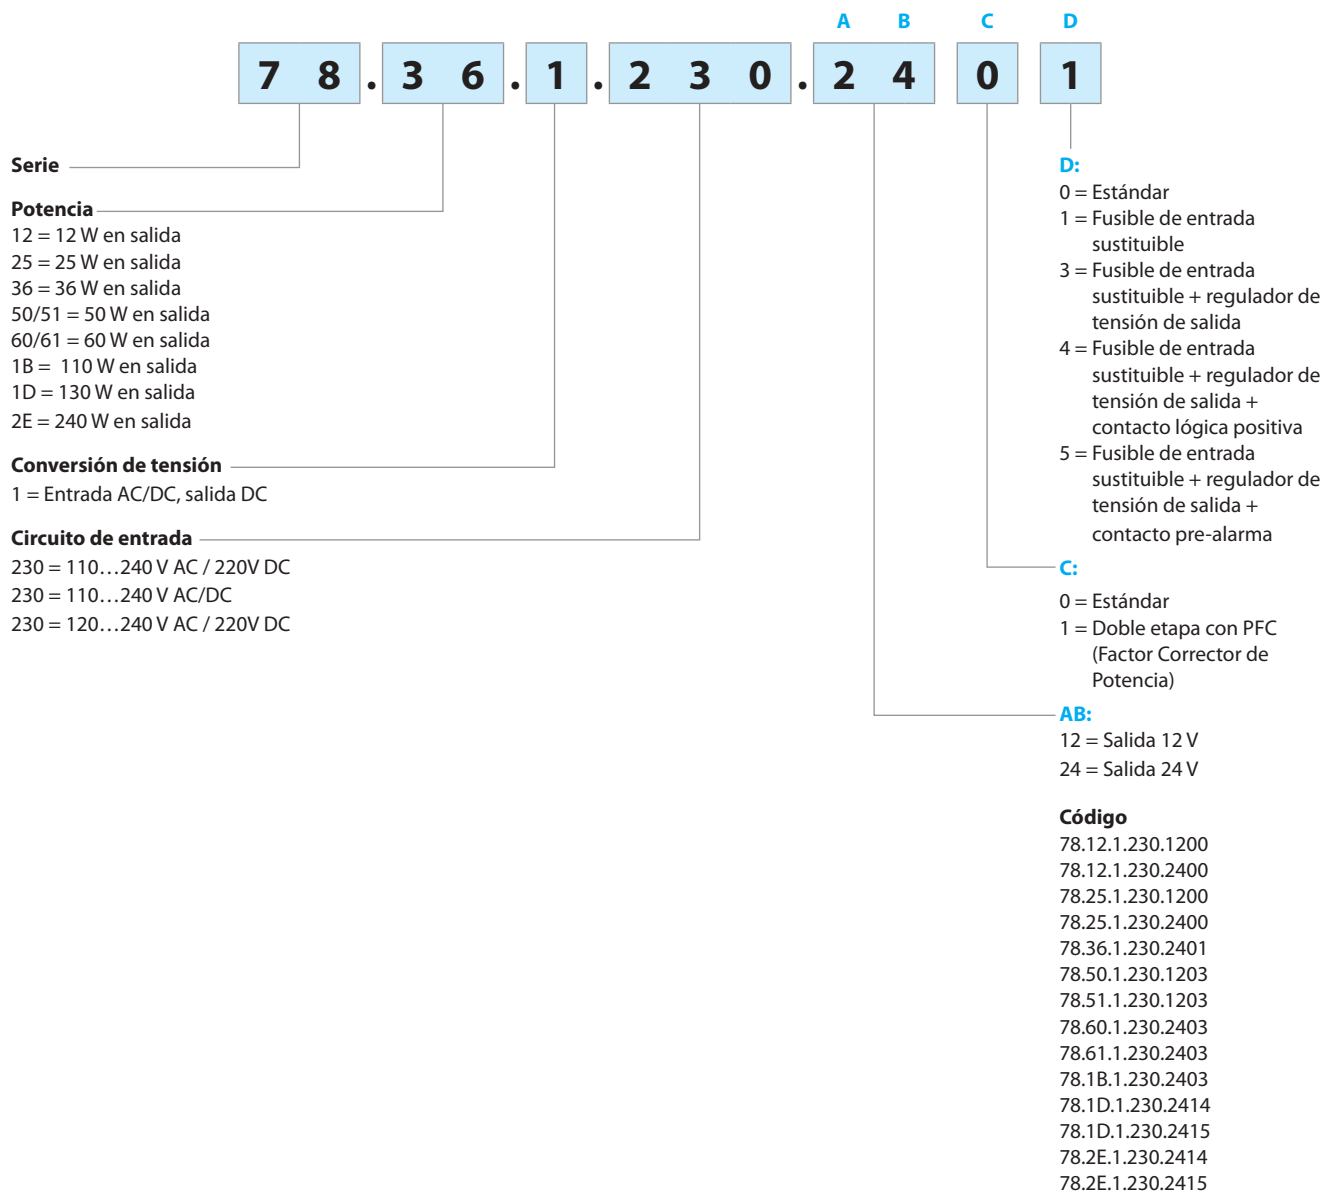 A B C D
7 8 . 3 6 . 1 . 2 3 0 . 2 4 0 1
Serie
Potencia
12 = 12 W en salida
25 = 25 W en salida
36 = 36 W en salida
50/51 = 50 W en salida
60/61 = 60 W en salida
1B = 110 W en salida
1D = 130 W en salida
2E = 240 W en salida
Conversión de tensión
1 = Entrada AC/DC, salida DC
Circuito de entrada
230 = 110…240 V AC / 220V DC
230 = 110…240 V AC/DC
230 = 120…240 V AC / 220V DC
D:
0 = Estándar
1 = Fusible de entrada
sustituible
3 = Fusible de entrada
sustituible + regulador de
tensión de salida
4 = Fusible de entrada
sustituible + regulador de
tensión de salida +
contacto lógica positiva
5 = Fusible de entrada
sustituible + regulador de
tensión de salida +
contacto pre-alarma
C:
0 = Estándar
1 = Doble etapa con PFC
(Factor Corrector de
Potencia)
AB:
12 = Salida 12 V
24 = Salida 24 V
Código
78.12.1.230.1200
78.12.1.230.2400
78.25.1.230.1200
78.25.1.230.2400
78.36.1.230.2401
78.50.1.230.1203
78.51.1.230.1203
78.60.1.230.2403
78.61.1.230.2403
78.1B.1.230.2403
78.1D.1.230.2414
78.1D.1.230.2415
78.2E.1.230.2414
78.2E.1.230.2415